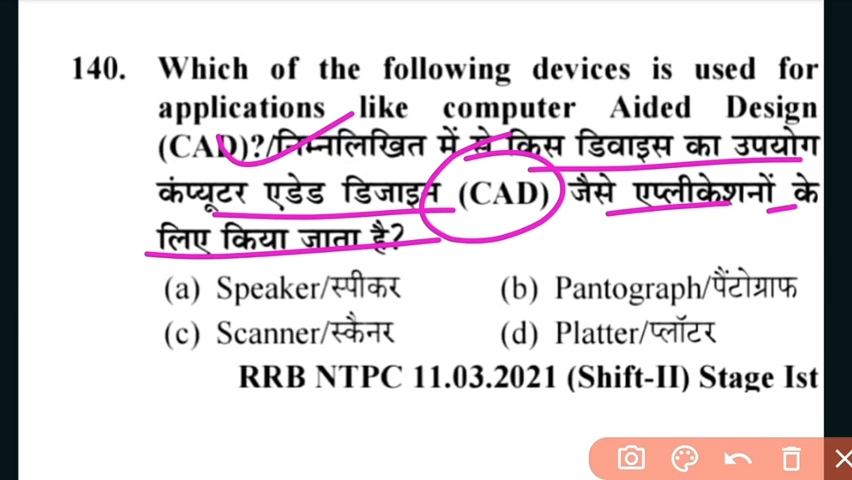 140. Which of the following devices is used for
applications like computer Aided Design
(CAD)?/निम्नलिखित में से किस डिवाइस का उपयोग
कंप्यूटर एडेड डिजाइन (CAD) जैसे एप्लीकेशनों के
लिए किया जाता है?
(a) Speaker/स्पीकर (b) Pantograph/पैंटोग्राफ
(c) Scanner/स्कैनर (d) Platter/प्लॉटर
RRB NTPC 11.03.2021 (Shift-II) Stage Ist